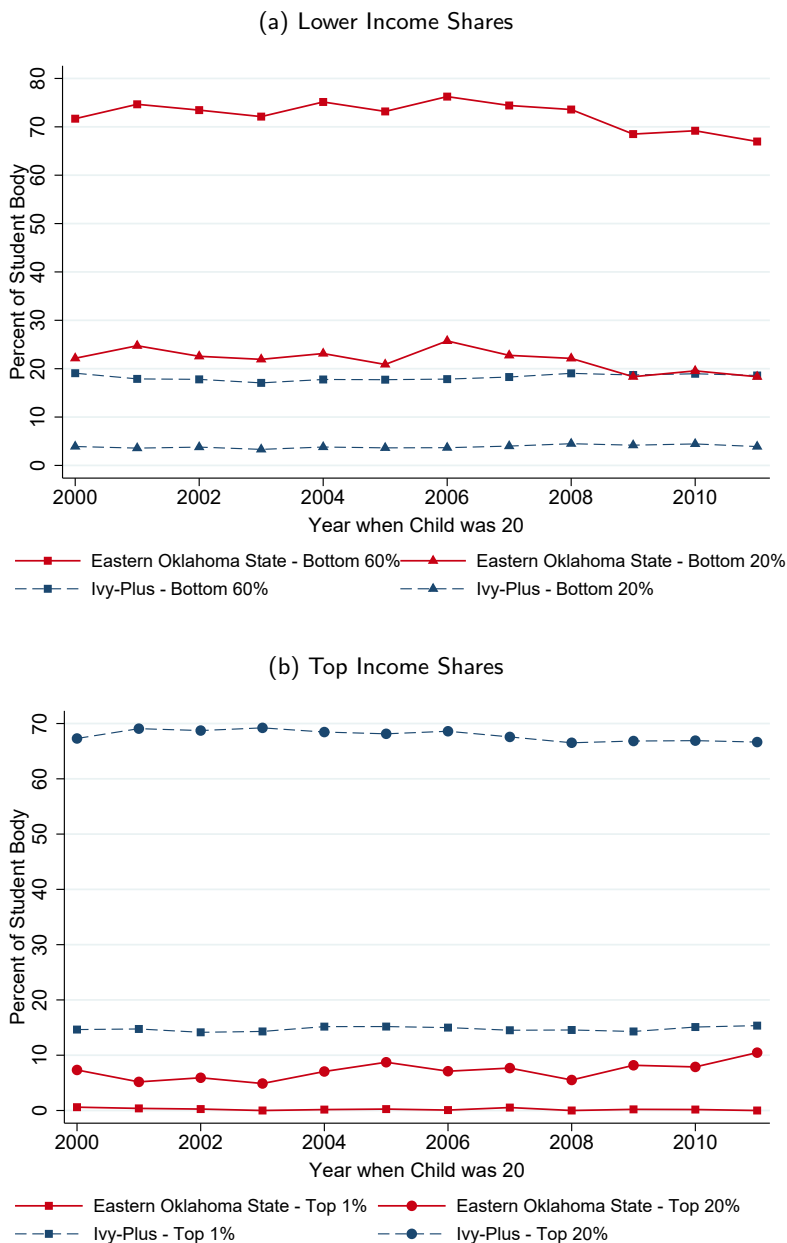 (a) Lower Income Shares
Percent of Student Body
80
70
60
50
40
30
20
10
0
2000 2002 2004 2006 2008 2010
Year when Child was 20
Eastern Oklahoma State - Bottom 60% Eastern Oklahoma State - Bottom 20%
Ivy-Plus - Bottom 60% Ivy-Plus - Bottom 20%
(b) Top Income Shares
Percent of Student Body
70
60
50
40
30
20
10
0
2000 2002 2004 2006 2008 2010
Year when Child was 20
Eastern Oklahoma State - Top 1% Eastern Oklahoma State - Top 20%
Ivy-Plus - Top 1% Ivy-Plus - Top 20%